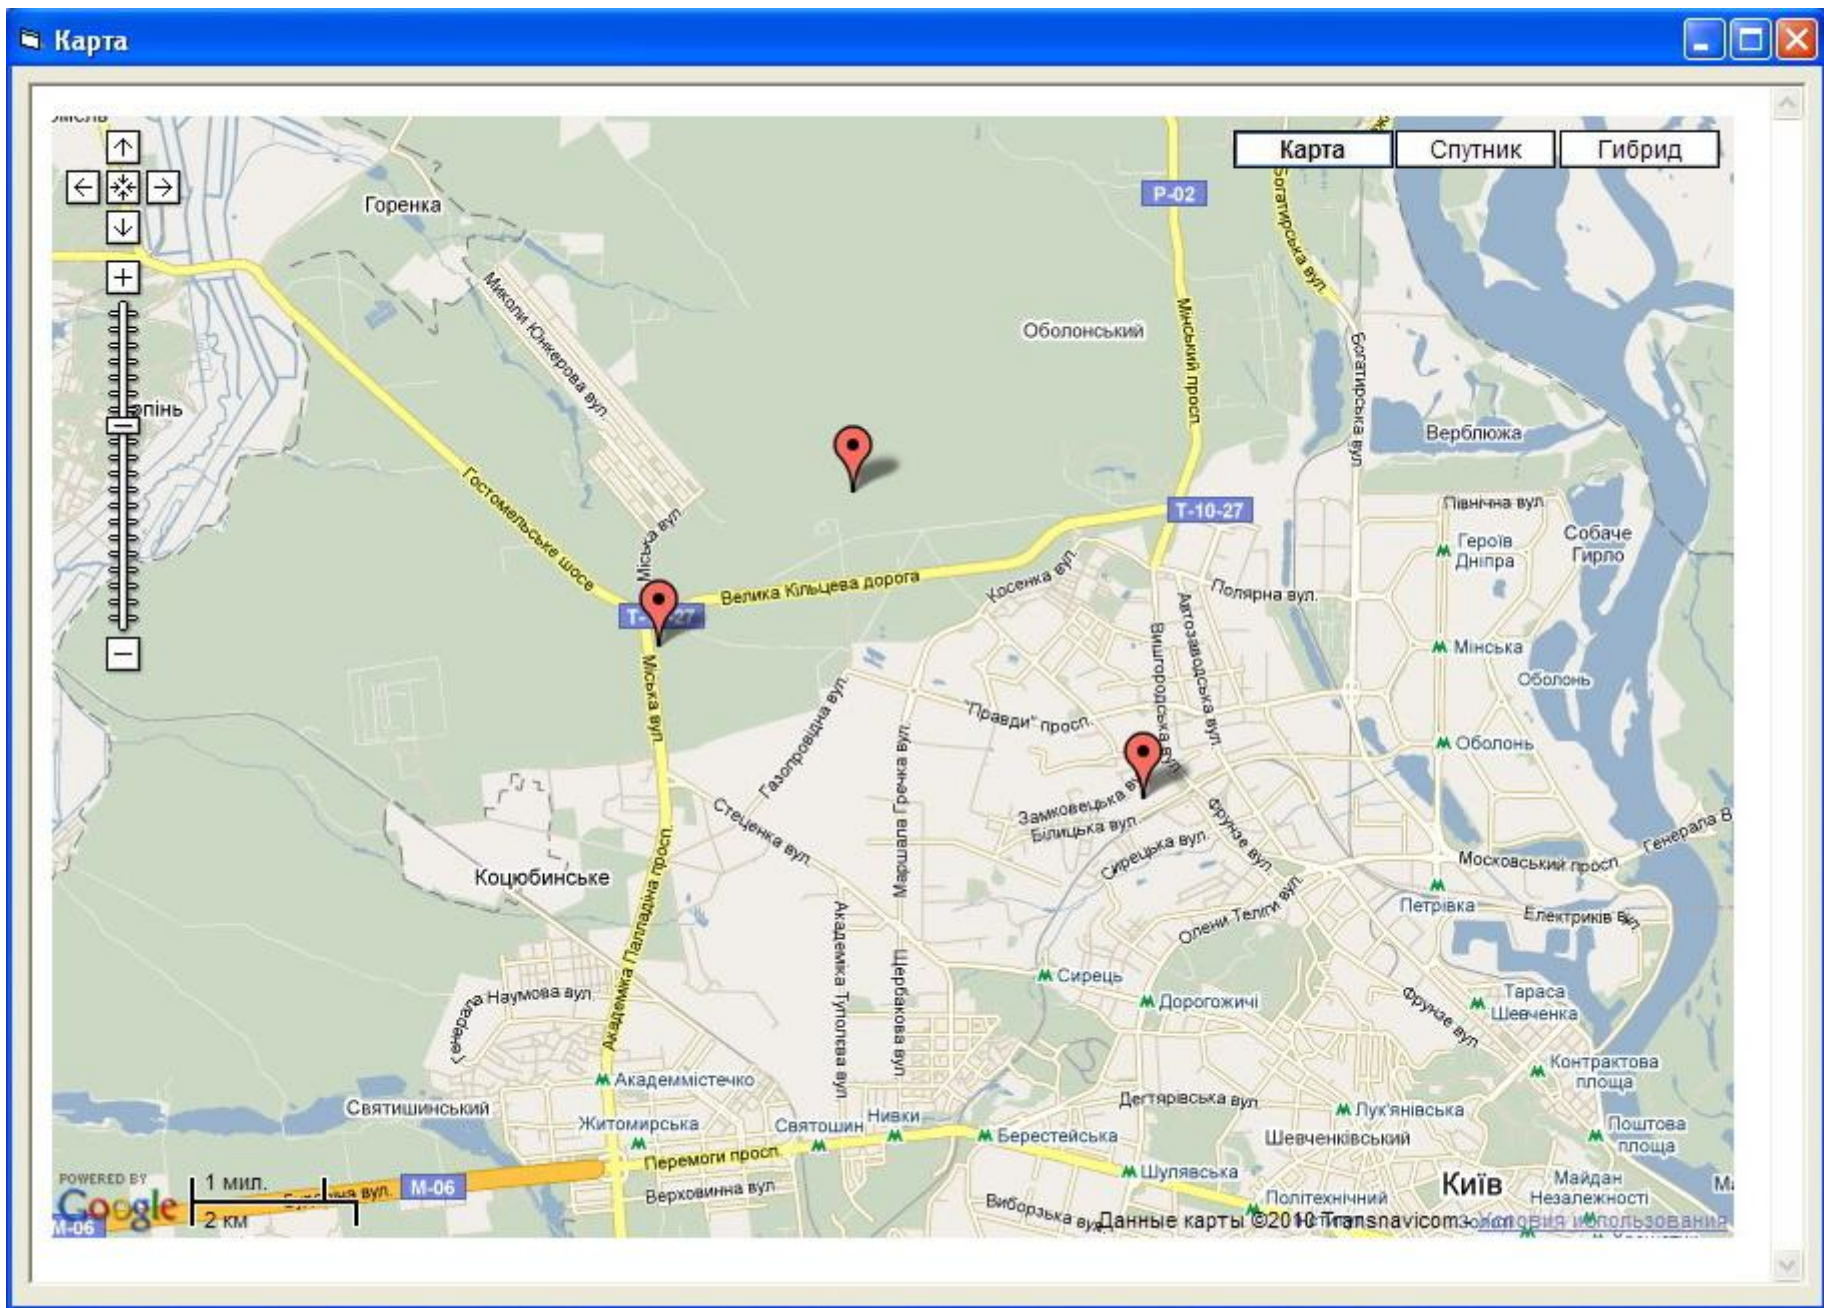 Карта
Карта
Спутник
Гибрид
Р-02
Горенка
Богатирська вул.
Миколи Юнкерова вул.
Мінський просп.
Оболонський
Богатирська вул.
Верблюжа
Гостомельське шосе
Міська вул.
Т-10-27
Північна вул.
Героїв
Дніпра
Собаче
Гирло
Велика Кільцева дорога
Косенка вул.
Полярна вул.
Автозаводська вул.
Вишгородська вул.
Мінська
Міська вул.
Оболонь
Газопровідна вул.
"Правди" просп.
Оболонь
Стеценка вул.
Маршала Гречка вул.
Замковецька
Білицька вул.
Сирецька вул.
Фрунзе вул.
Генерала В
Московський просп
Коцюбинське
Академіка Палладіна просп.
Петрівка
Електриків вул.
Олени Теліги вул.
Академіка Туполєва вул.
Щербакова вул.
Сирець
Дорогожичі
Генерала Наумова вул.
Фрунзе вул.
Тараса
Шевченка
Контрактова
площа
Академмістечко
Святишинський
Житомирська
Святошин
Нивки
Берестейська
Дегтярівська вул.
Лук'янівська
Шевченківський
Поштова
площа
Перемоги просп.
Шулявська
Верховинна вул.
Політехнічний
Київ
Майдан
Незалежності
Виборзька вул.
М-06
М-06
POWERED BY
Google
1 мил.
2 км
Данные карты ©2010 Transnavicom - Условия использования